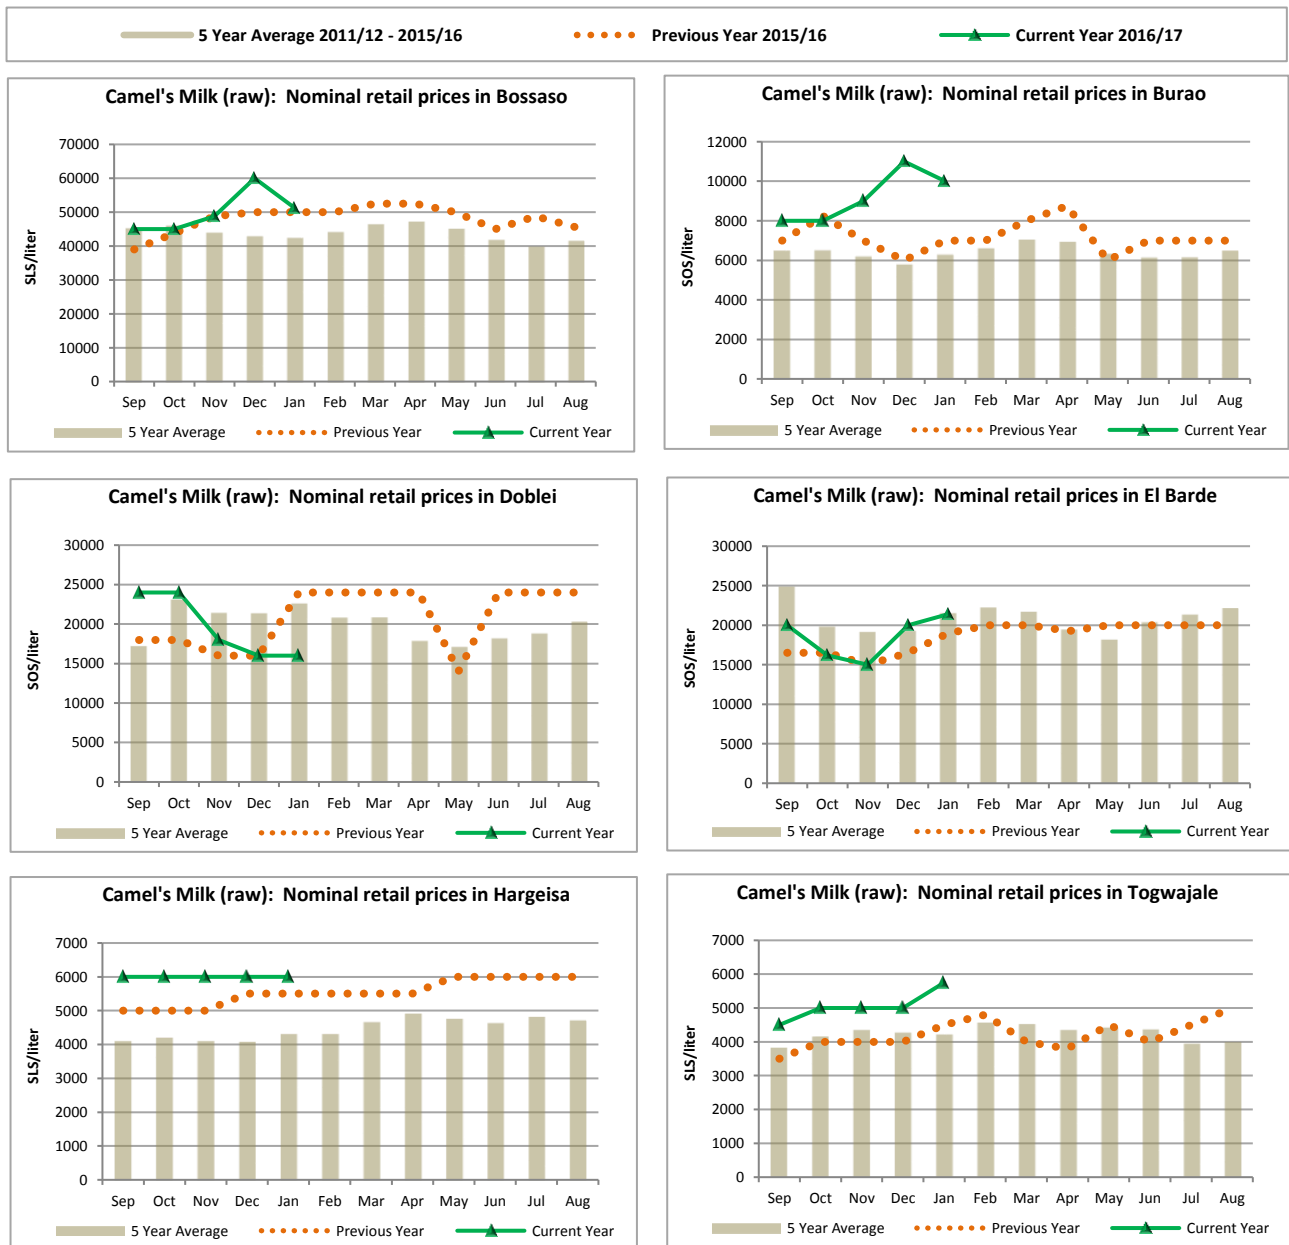 5 Year Average 2011/12 - 2015/16 Previous Year 2015/16 Current Year 2016/17
Camel's Milk (raw): Nominal retail prices in Bossaso
SLS/liter
70000
60000
50000
40000
30000
20000
10000
0
Sep Oct Nov Dec Jan Feb Mar Apr May Jun Jul Aug
5 Year Average Previous Year Current Year
Camel's Milk (raw): Nominal retail prices in Burao
SOS/liter
12000
10000
8000
6000
4000
2000
0
Sep Oct Nov Dec Jan Feb Mar Apr May Jun Jul Aug
5 Year Average Previous Year Current Year
Camel's Milk (raw): Nominal retail prices in Doblei
SOS/liter
30000
25000
20000
15000
10000
5000
0
Sep Oct Nov Dec Jan Feb Mar Apr May Jun Jul Aug
5 Year Average Previous Year Current Year
Camel's Milk (raw): Nominal retail prices in El Barde
SOS/liter
30000
25000
20000
15000
10000
5000
0
Sep Oct Nov Dec Jan Feb Mar Apr May Jun Jul Aug
5 Year Average Previous Year Current Year
Camel's Milk (raw): Nominal retail prices in Hargeisa
SLS/liter
7000
6000
5000
4000
3000
2000
1000
0
Sep Oct Nov Dec Jan Feb Mar Apr May Jun Jul Aug
5 Year Average Previous Year Current Year
Camel's Milk (raw): Nominal retail prices in Togwajale
SLS/liter
7000
6000
5000
4000
3000
2000
1000
0
Sep Oct Nov Dec Jan Feb Mar Apr May Jun Jul Aug
5 Year Average Previous Year Current Year